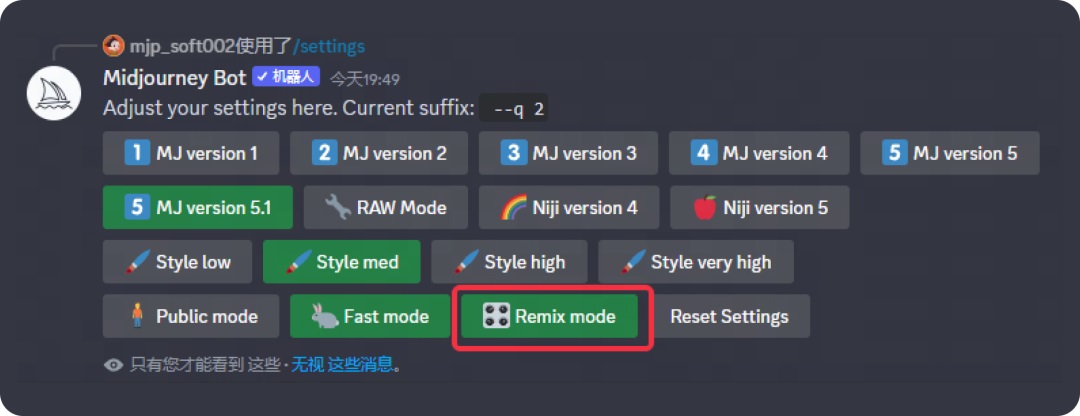 mjp_soft002使用了/settings
Midjourney Bot ✓机器人 今天19:49
Adjust your settings here. Current suffix: --q 2
1 MJ version 1 2 MJ version 2 3 MJ version 3 4 MJ version 4 5 MJ version 5
5 MJ version 5.1 RAW Mode Niji version 4 Niji version 5
Style low Style med Style high Style very high
Public mode Fast mode Remix mode Reset Settings
只有您才能看到 这些 · 无视 这些消息。